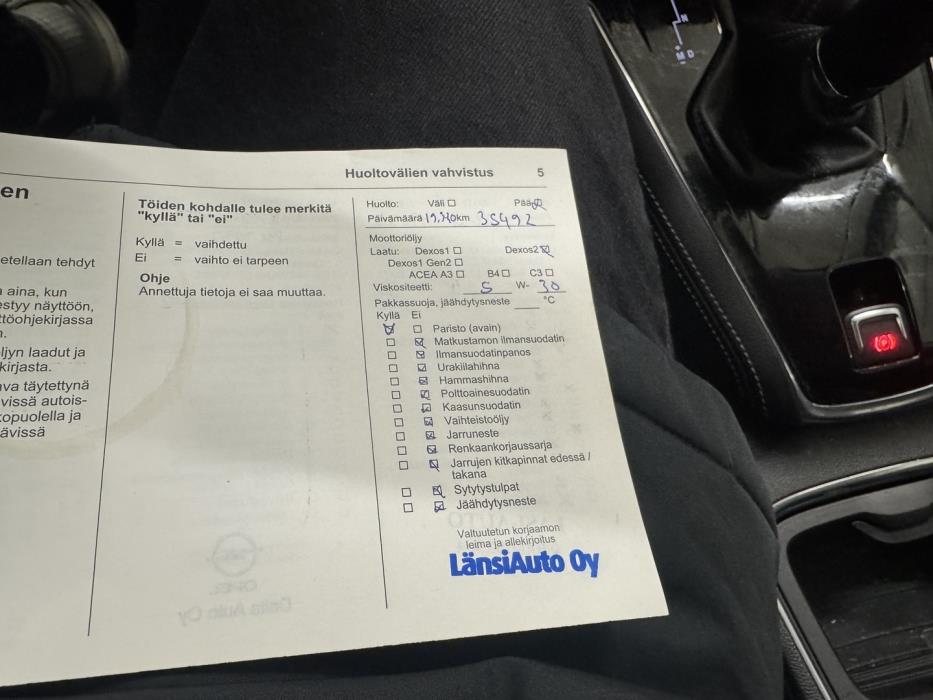 Huoltovälien vahvistus 5
en
etellaan tehdyt
aina, kun
estyy näyttöön,
ttöohjekirjassa
n.
ljyn laadut ja
kirjasta.
va täytettynä
vissä autois-
kopuolella ja
ävissä
Töiden kohdalle tulee merkitä
"kyllä" tai "ei"
Kyllä = vaihdettu
Ei = vaihto ei tarpeen
Ohje
Annettuja tietoja ei saa muuttaa.
Huolto: Väli ☐ Pää ☒
Päivämäärä km 35492
Moottoriöljy
Laatu: Dexos1 ☐ Dexos2 ☒
Dexos1 Gen2 ☐
ACEA A3 ☐ B4 ☐ C3 ☐
Viskositeetti: 5 W- 30
Pakkassuoja, jäähdytysneste °C
Kyllä Ei
☒ ☐ Paristo (avain)
☐ ☒ Matkustamon ilmansuodatin
☐ ☒ Ilmansuodatinpanos
☐ ☒ Urakiilahihna
☐ ☒ Hammashihna
☐ ☒ Polttoainesuodatin
☐ ☒ Kaasunsuodatin
☐ ☒ Vaihteistoöljy
☐ ☒ Jarruneste
☐ ☒ Renkaankorjaussarja
☐ ☒ Jarrujen kitkapinnat edessä /
takana
☐ ☒ Sytytystulpat
☐ ☒ Jäähdytysneste
Valtuutetun korjaamon
leima ja allekirjoitus
LänsiAuto Oy